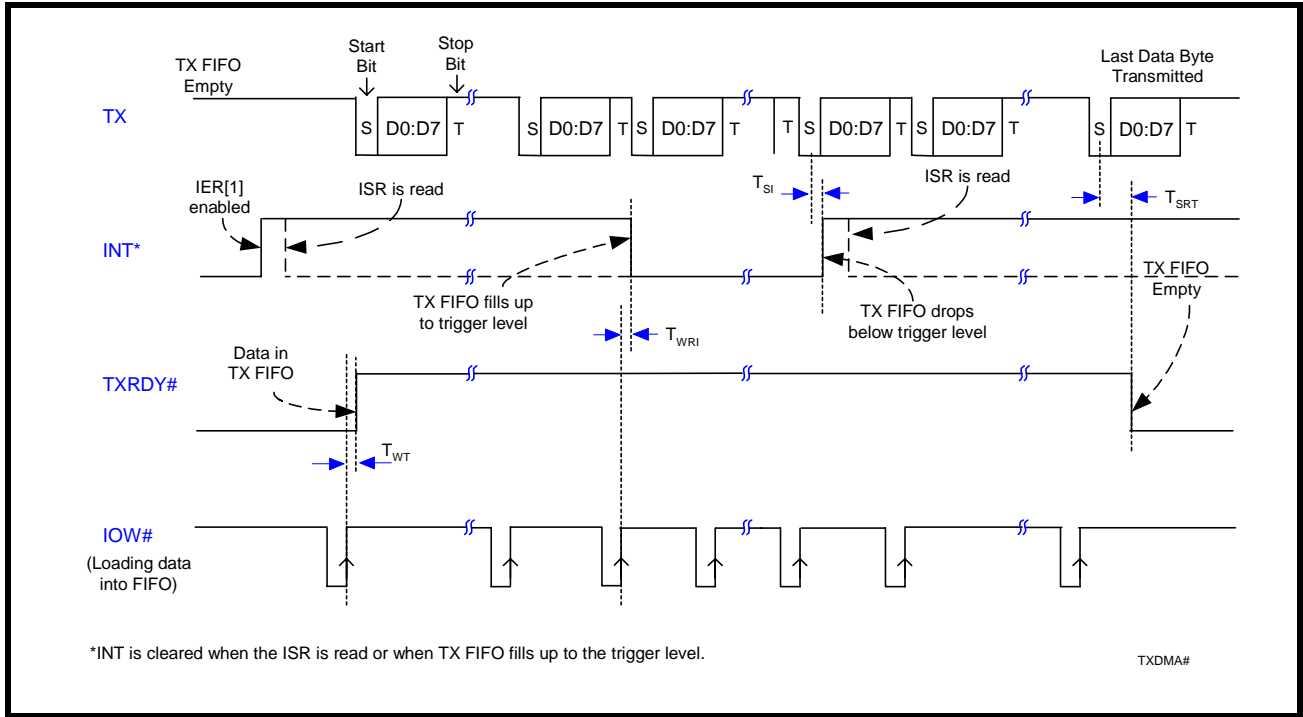 TX FIFO
Empty
Start
Bit
Stop
Bit
Last Data Byte
Transmitted
TX
S D0:D7 T S D0:D7 T S D0:D7 T T S D0:D7 T S D0:D7 T S D0:D7 T
IER[1]
enabled
ISR is read
TSI
ISR is read
TSRT
INT*
TX FIFO fills up
to trigger level
TX FIFO drops
below trigger level
TX FIFO
Empty
TWRI
Data in
TX FIFO
TXRDY#
TWT
IOW#
(Loading data
into FIFO)
*INT is cleared when the ISR is read or when TX FIFO fills up to the trigger level.
TXDMA#